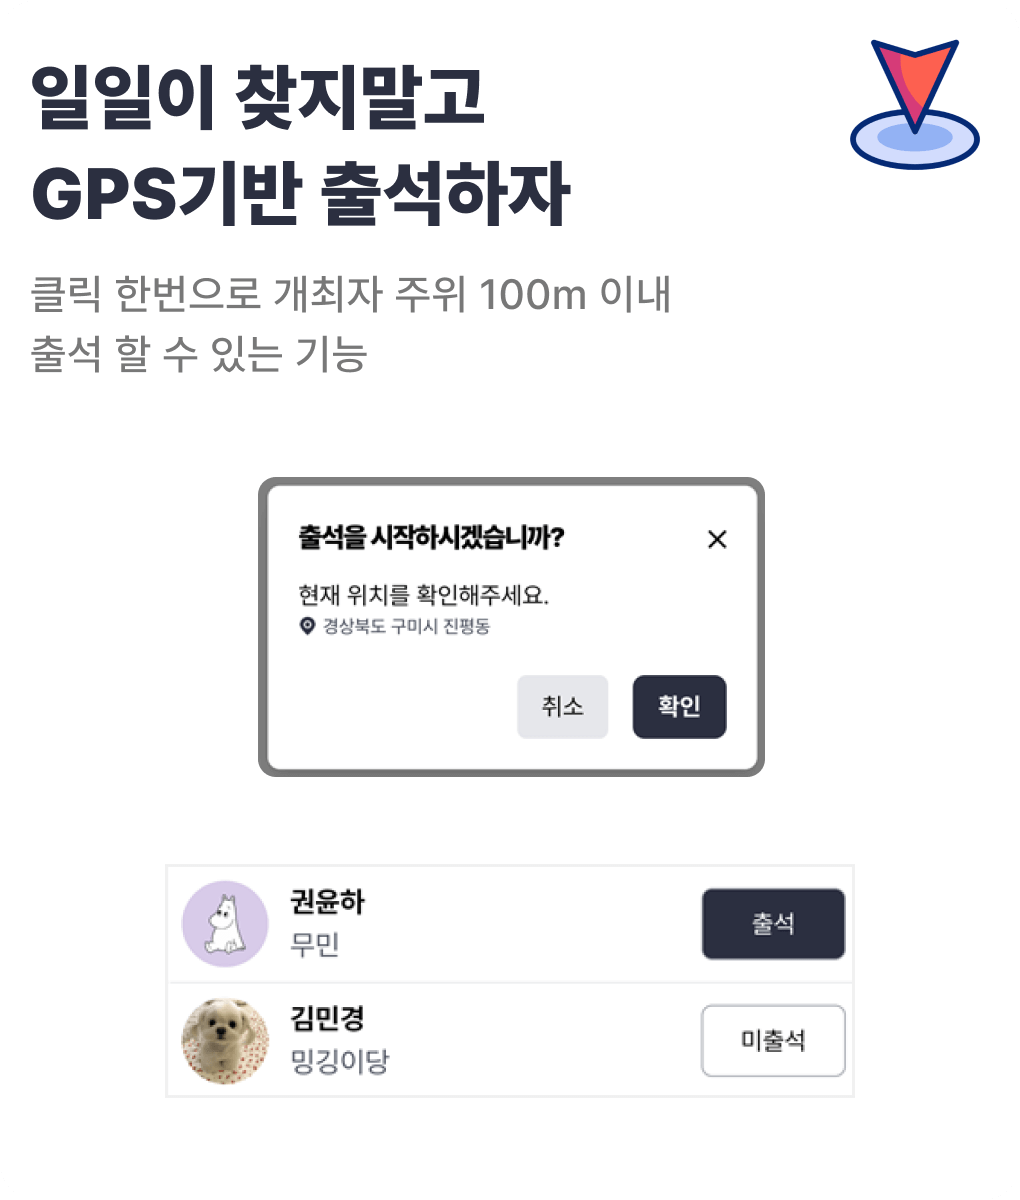 일일이 찾지말고
GPS기반 출석하자
클릭 한번으로 개최자 주위 100m 이내
출석 할 수 있는 기능
출석을 시작하시겠습니까?
현재 위치를 확인해주세요.
경상북도 구미시 진평동
취소 확인
권윤하
무민
출석
김민경
밍깅이당
미출석